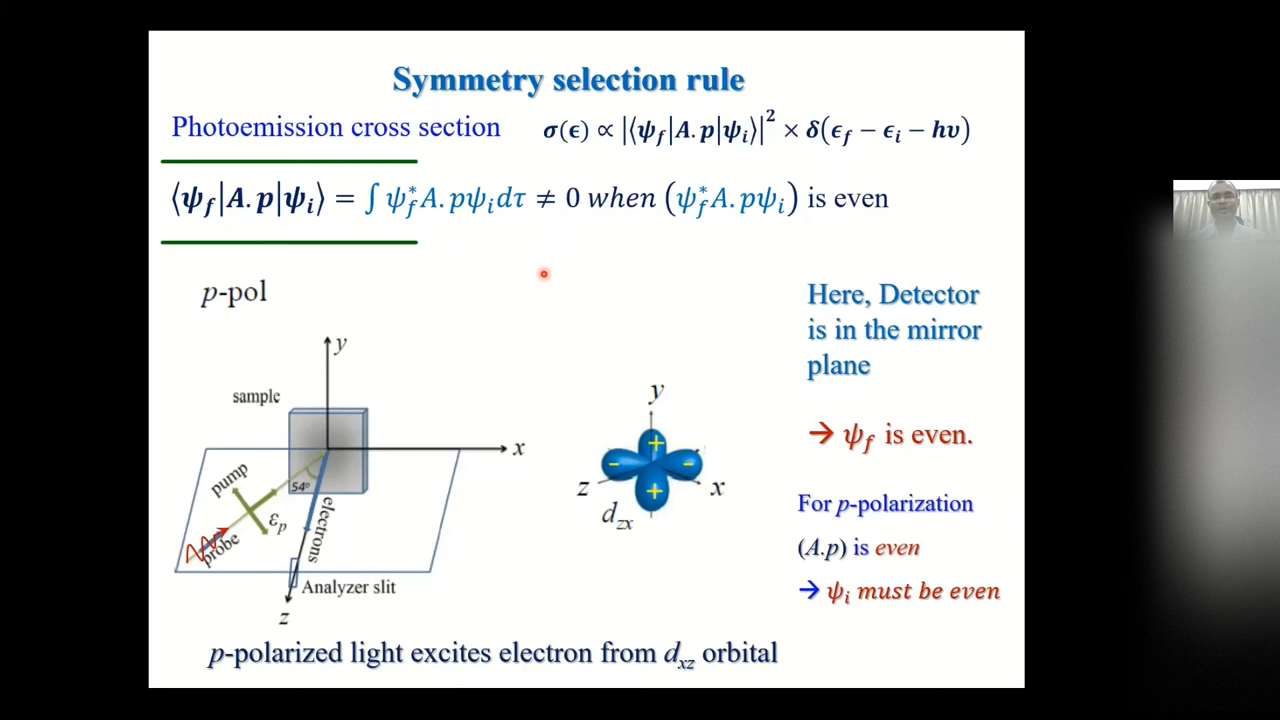 Symmetry selection rule
Photoemission cross section σ(ϵ) ∝ |⟨ψ_f|A.p|ψ_i⟩|² × δ(ϵ_f − ϵ_i − hυ)
⟨ψ_f|A.p|ψ_i⟩ = ∫ ψ_f^* A.pψ_i dτ ≠ 0 when (ψ_f^* A.pψ_i) is even
p-pol
y
sample
x
pump
54°
ε_p
probe
electrons
Analyzer slit
z
y
+
- -
+
z x
d_zx
Here, Detector
is in the mirror
plane
→ ψ_f is even.
For p-polarization
(A.p) is even
→ ψ_i must be even
p-polarized light excites electron from d_xz orbital